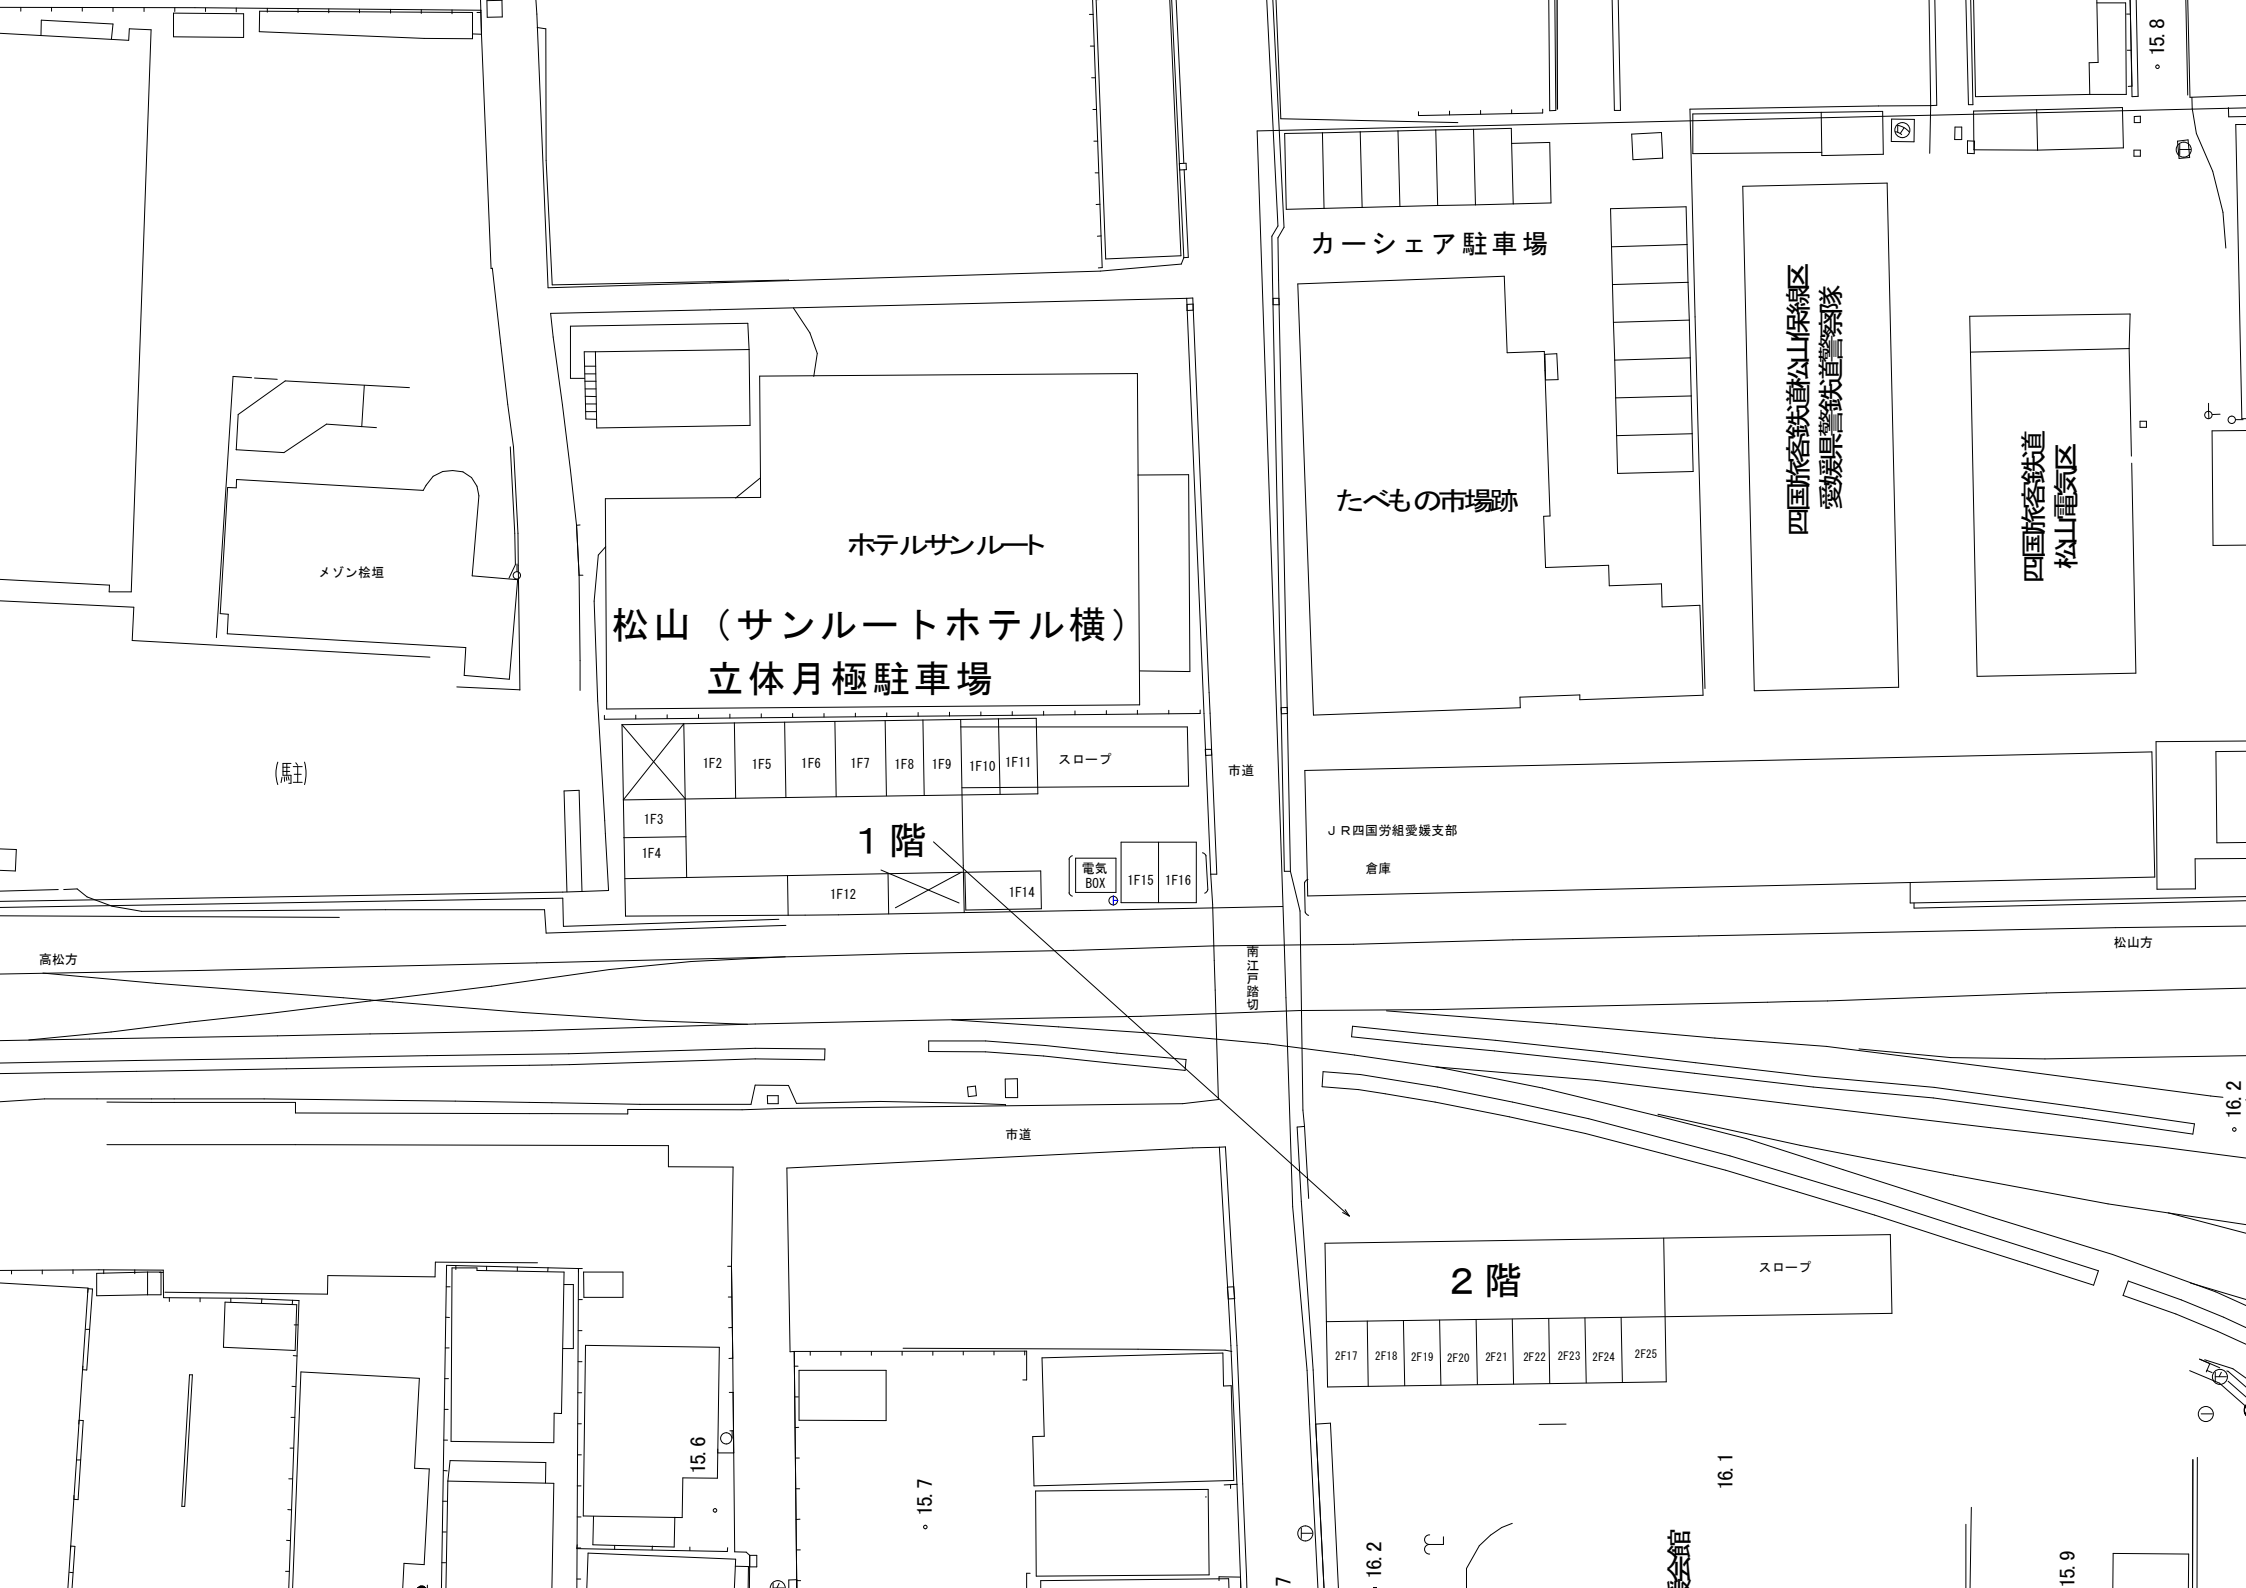 15.8
カーシェア駐車場
四国旅客鉄道松山保線区
愛媛県警鉄道警察隊
四国旅客鉄道
松山電気区
たべもの市場跡
ホテルサンルート
メゾン桧垣
松山（サンルートホテル横）
立体月極駐車場
(駐)
1F2
1F5
1F6
1F7
1F8
1F9
1F10
1F11
スロープ
市道
1F3
1F4
1階
ＪＲ四国労組愛媛支部
倉庫
電気
BOX
1F15
1F16
1F12
1F14
高松方
南江戸踏切
松山方
16.2
市道
2階
スロープ
2F17
2F18
2F19
2F20
2F21
2F22
2F23
2F24
2F25
15.6
15.7
16.1
16.2
15.9